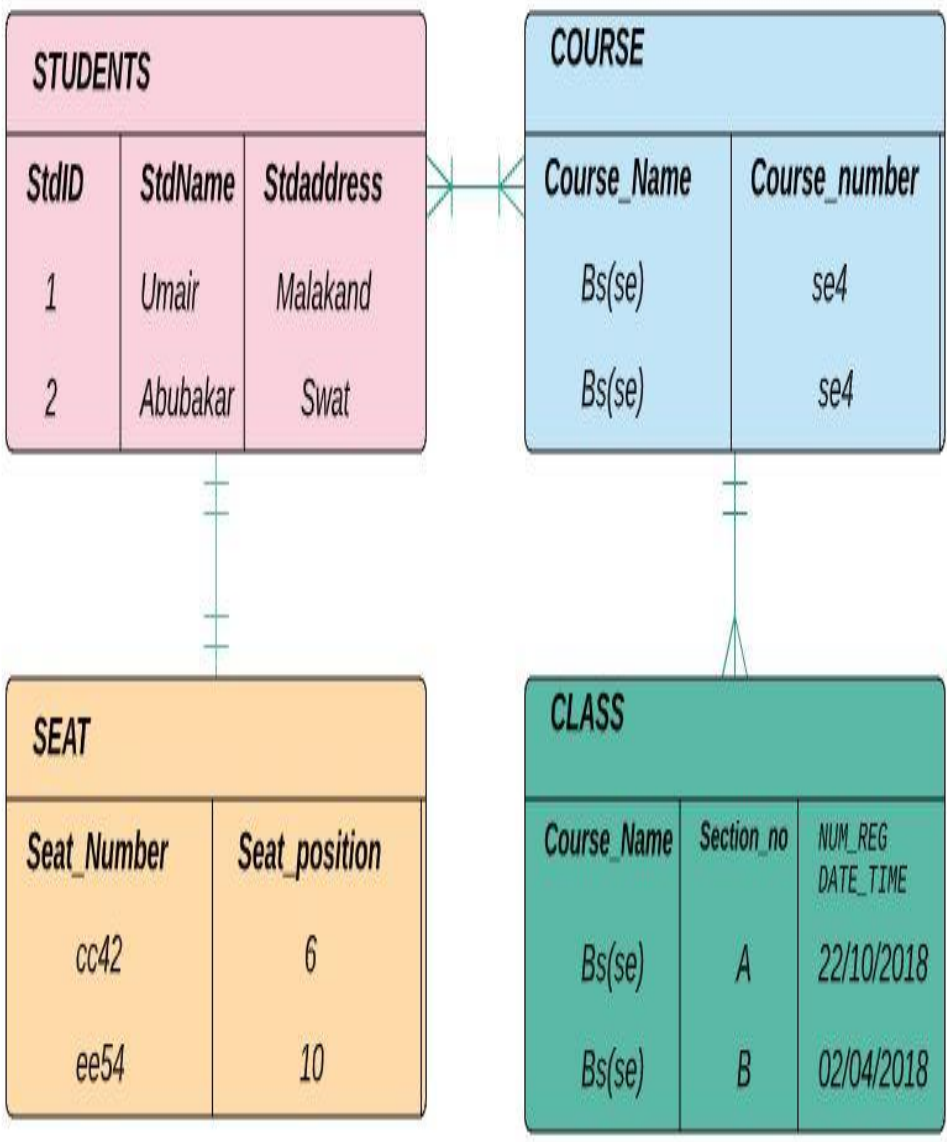 STUDENTS
StdID StdName Stdaddress
1 Umair Malakand
2 Abubakar Swat
COURSE
Course_Name Course_number
Bs(se) se4
Bs(se) se4
SEAT
Seat_Number Seat_position
cc42 6
ee54 10
CLASS
Course_Name Section_no NUM_REG
DATE_TIME
Bs(se) A 22/10/2018
Bs(se) B 02/04/2018